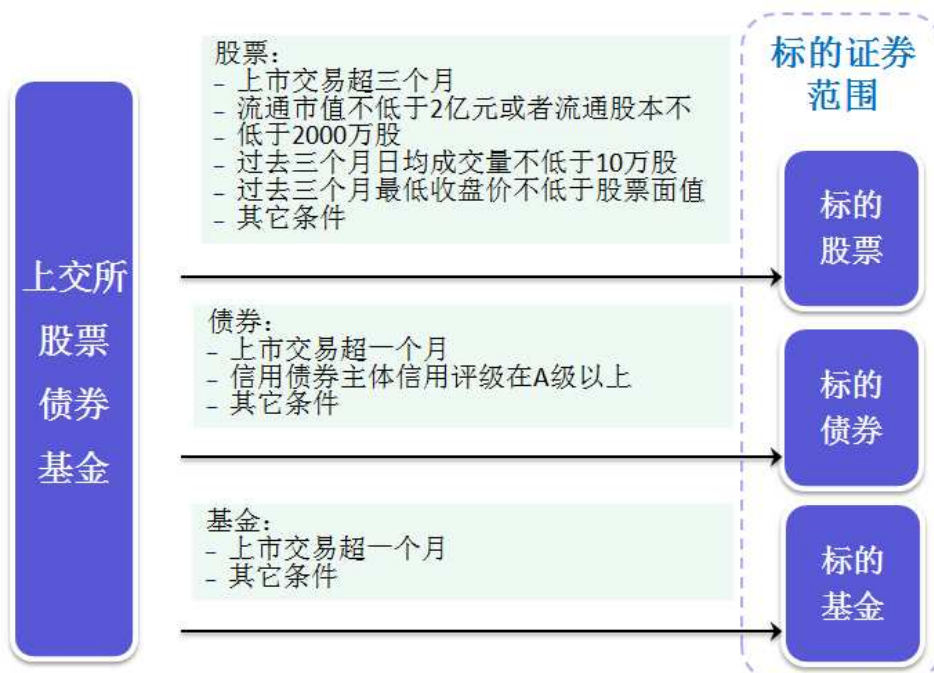 上交所
股票
债券
基金
股票：
- 上市交易超三个月
- 流通市值不低于2亿元或者流通股本不
- 低于2000万股
- 过去三个月日均成交量不低于10万股
- 过去三个月最低收盘价不低于股票面值
- 其它条件
债券：
- 上市交易超一个月
- 信用债券主体信用评级在A级以上
- 其它条件
基金：
- 上市交易超一个月
- 其它条件
标的证券
范围
标的
股票
标的
债券
标的
基金